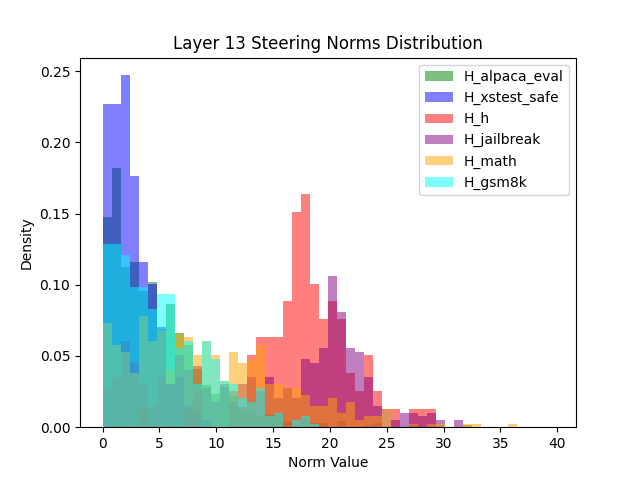 Layer 13 Steering Norms Distribution
H_alpaca_eval
H_xstest_safe
H_h
H_jailbreak
H_math
H_gsm8k
Density
0.25
0.20
0.15
0.10
0.05
0.00
0 5 10 15 20 25 30 35 40
Norm Value